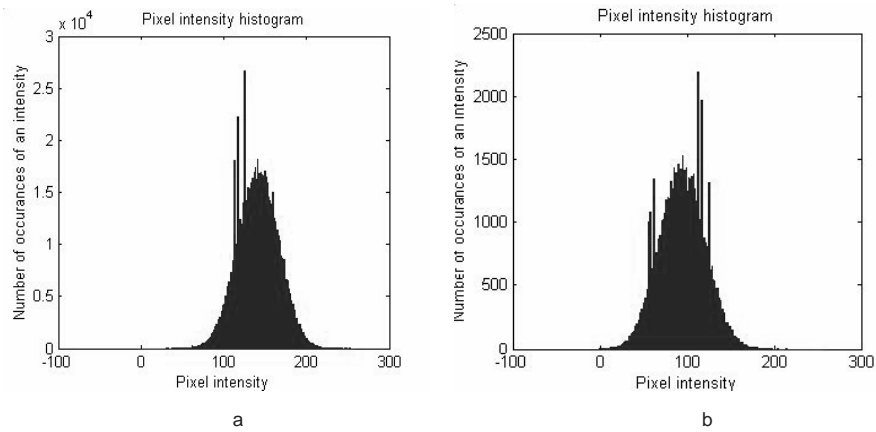 Pixel intensity histogram
x 10^4
3
2.5
2
1.5
1
0.5
0
Number of occurances of an intensity
-100
0
100
200
300
Pixel intensity
a
Pixel intensity histogram
2500
2000
1500
1000
500
0
Number of occurances of an intensity
-100
0
100
200
300
Pixel intensity
b